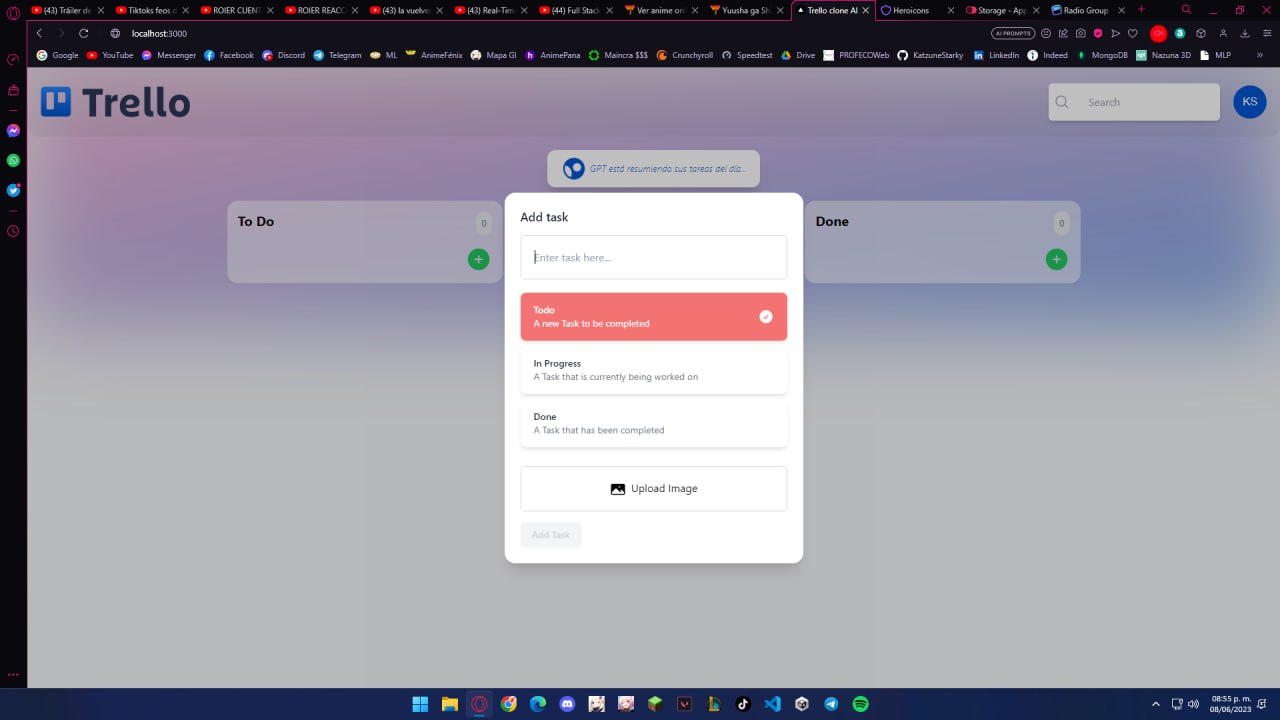 (43) Tráiler de
Tiktoks feos d
ROIER CUENT
ROIER REACC
(43) la vuelve
(43) Real-Time
(44) Full Stack
Ver anime onl
Yuusha ga Sh
Trello clone AI
Heroicons
Storage - App
Radio Group
localhost:3000
AI PROMPTS
Google
YouTube
Messenger
Facebook
Discord
Telegram
ML
AnimeFénix
Mapa GI
AnimePana
Maincra $$$
Crunchyroll
Speedtest
Drive
PROFECOWeb
KatzuneStarky
LinkedIn
Indeed
MongoDB
Nazuna 3D
MLP
Trello
Search
KS
GPT está resumiendo sus tareas del día...
To Do
0
Done
0
Add task
Enter task here...
Todo
A new Task to be completed
In Progress
A Task that is currently being worked on
Done
A Task that has been completed
Upload Image
Add Task
08:55 p. m.
08/06/2023